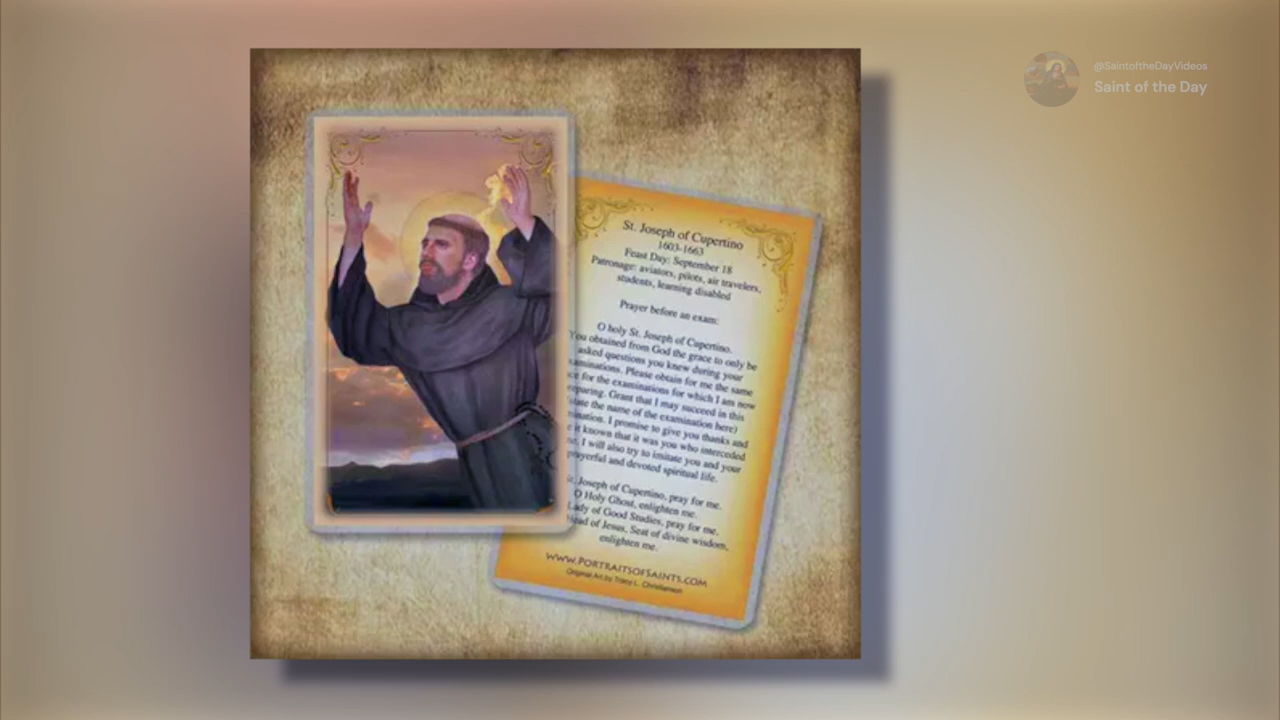 @SaintoftheDayVideos
Saint of the Day
St. Joseph of Cupertino
1603-1663
Feast Day: September 18
Patronage: aviators, pilots, air travelers,
students, learning disabled
Prayer before an exam:
O holy St. Joseph of Cupertino.
You obtained from God the grace to only be
asked questions you knew during your
xaminations. Please obtain for me the same
ce for the examinations for which I am now
eparing. Grant that I may succeed in this
state the name of the examination here)
mination. I promise to give you thanks and
e it known that it was you who interceded
me. I will also try to imitate you and your
prayerful and devoted spiritual life.
t. Joseph of Cupertino, pray for me.
O Holy Ghost, enlighten me.
Lady of Good Studies, pray for me.
Head of Jesus, Seat of divine wisdom,
enlighten me.
www.PortraitsofSaints.com
Original Art by Tracy L. Christianson